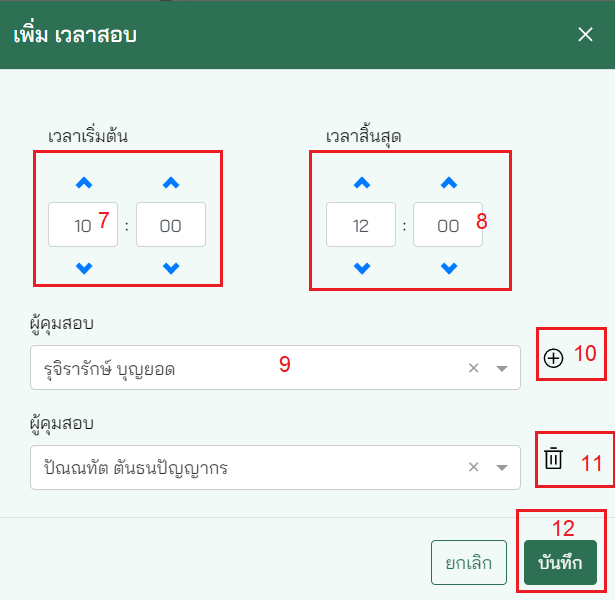 เพิ่ม เวลาสอบ
เวลาเริ่มต้น
เวลาสิ้นสุด
10 7 : 00
12 : 00 8
ผู้คุมสอบ
รุจิรารักษ์ บุญยอด 9
10
ผู้คุมสอบ
ปัณณทัต ตันธนปัญญากร
11
12
ยกเลิก
บันทึก